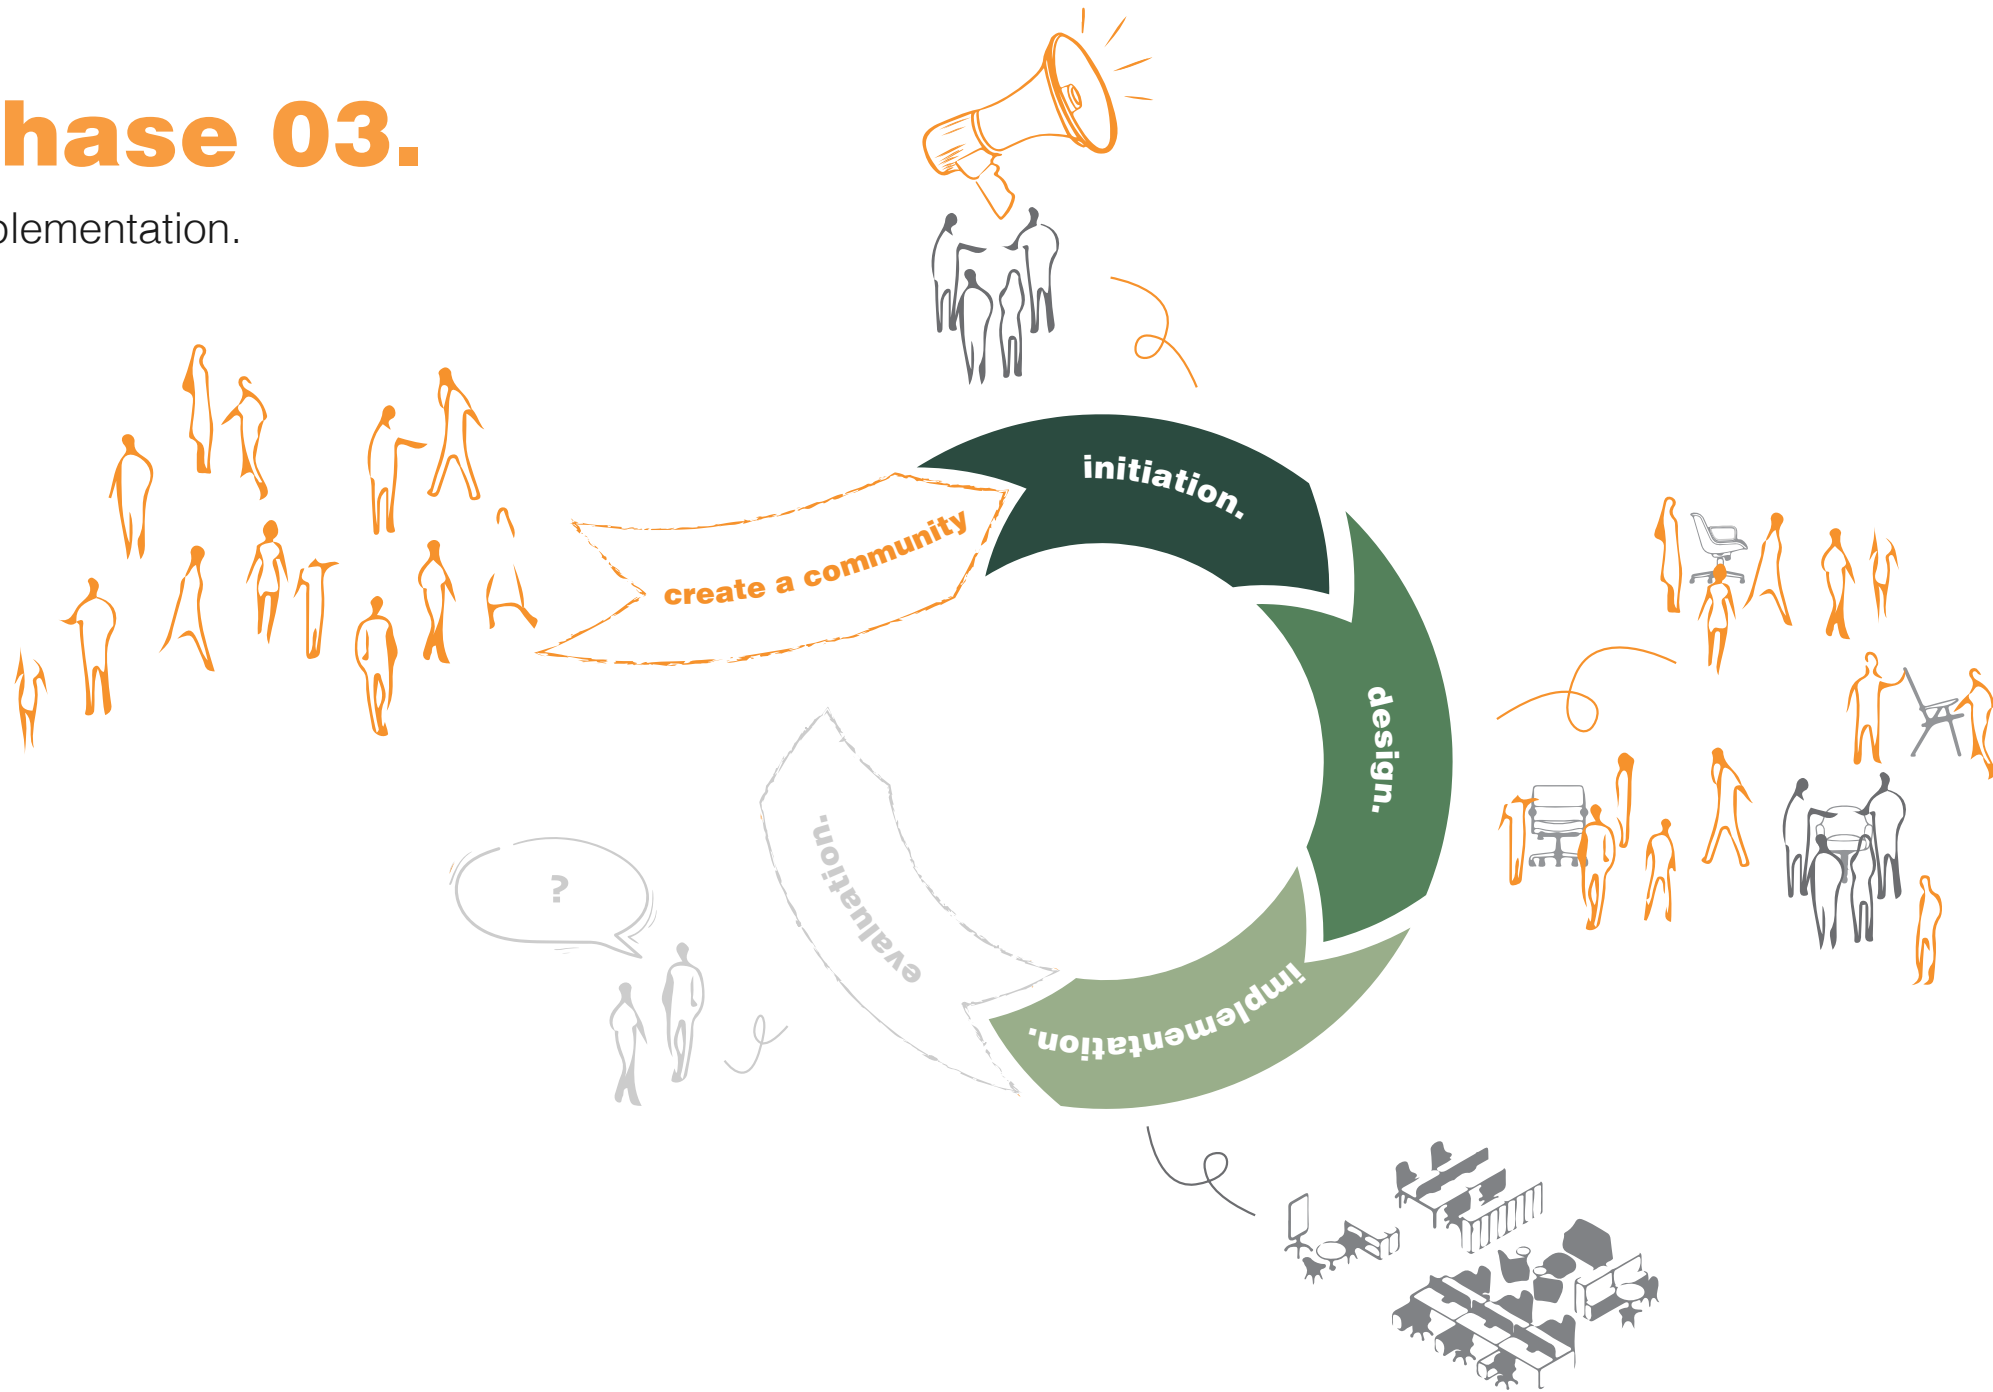 hase 03.
plementation.
initiation.
create a community
design.
implementation.
evaluation.
?